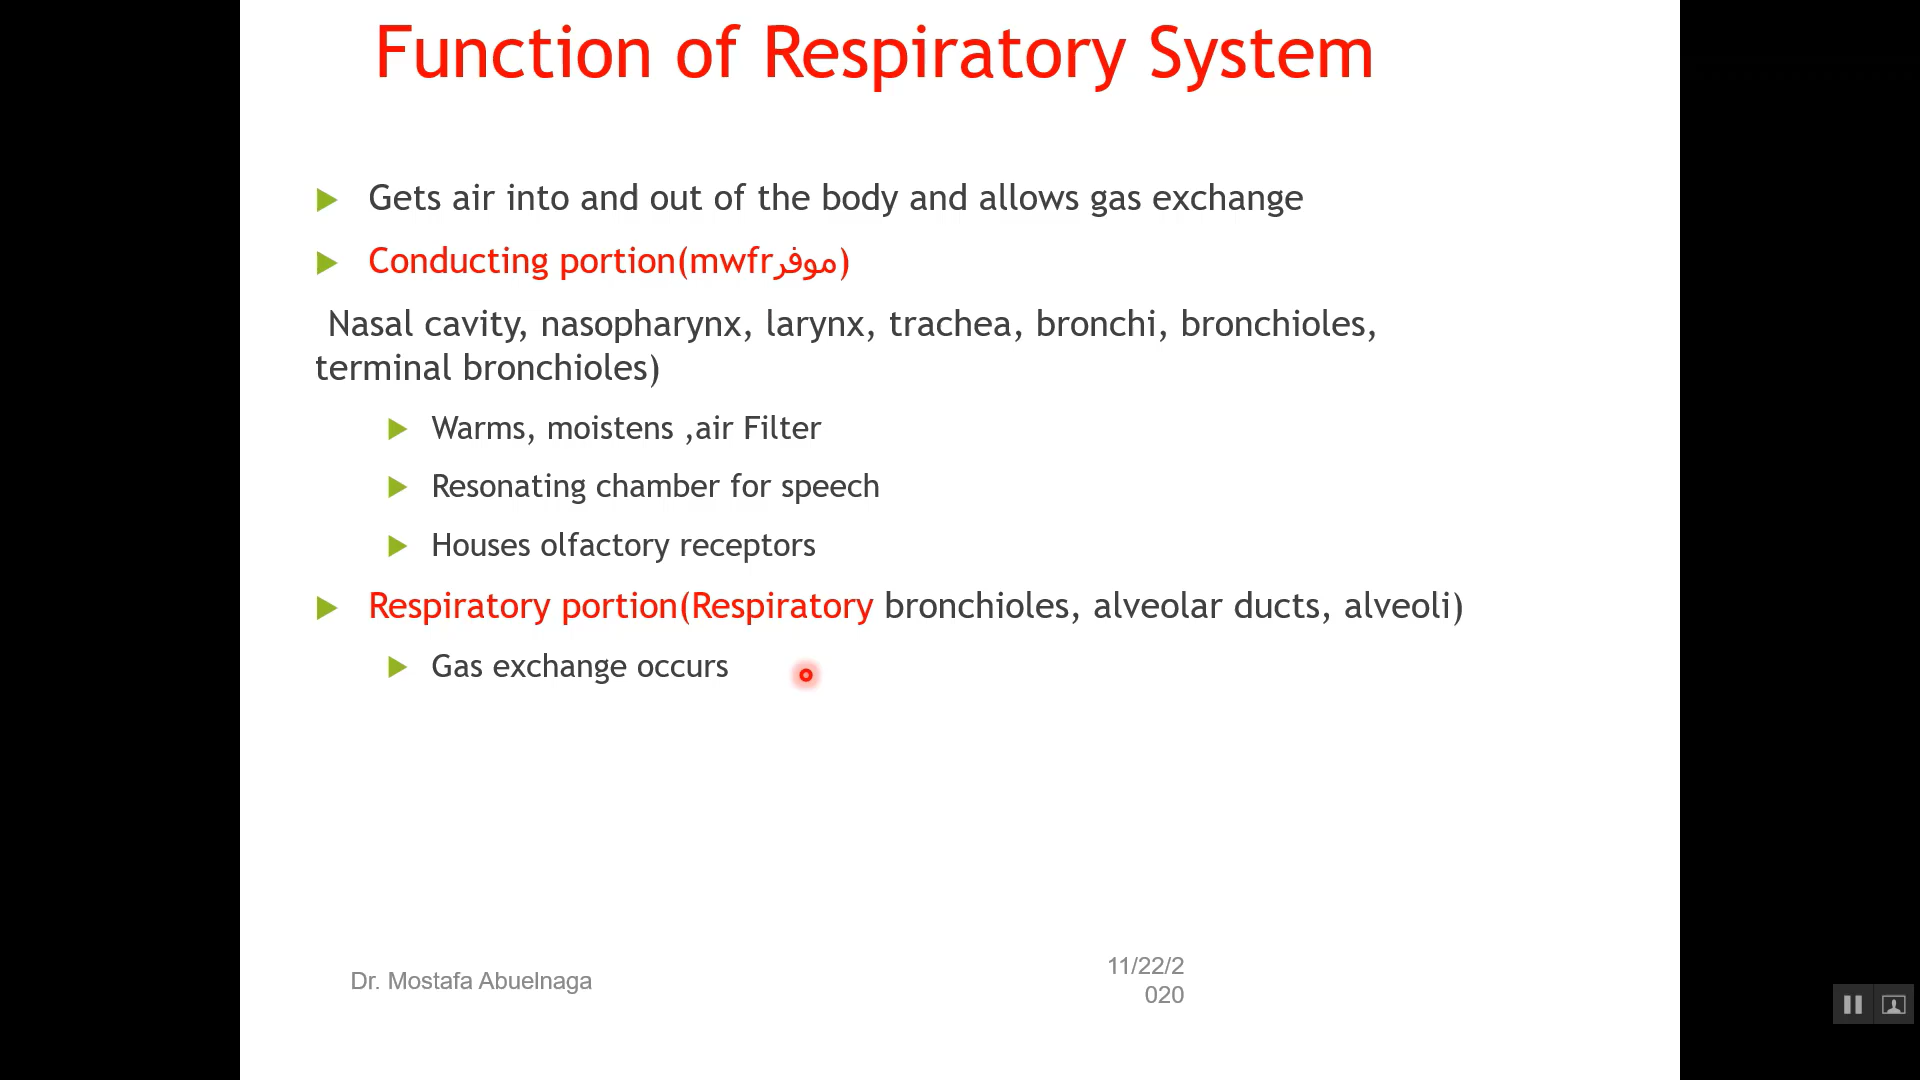 Function of Respiratory System
Gets air into and out of the body and allows gas exchange
Conducting portion(mwfrموفر)
Nasal cavity, nasopharynx, larynx, trachea, bronchi, bronchioles,
terminal bronchioles)
Warms, moistens ,air Filter
Resonating chamber for speech
Houses olfactory receptors
Respiratory portion(Respiratory bronchioles, alveolar ducts, alveoli)
Gas exchange occurs
Dr. Mostafa Abuelnaga
11/22/2
020